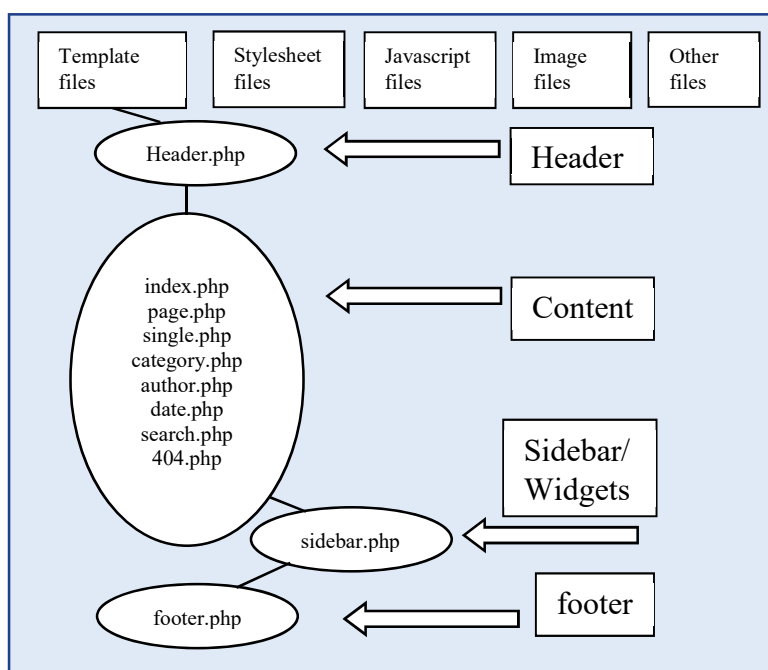 Template
files
Stylesheet
files
Javascript
files
Image
files
Other
files
Header.php
Header
index.php
page.php
single.php
category.php
author.php
date.php
search.php
404.php
Content
Sidebar/
Widgets
sidebar.php
footer.php
footer